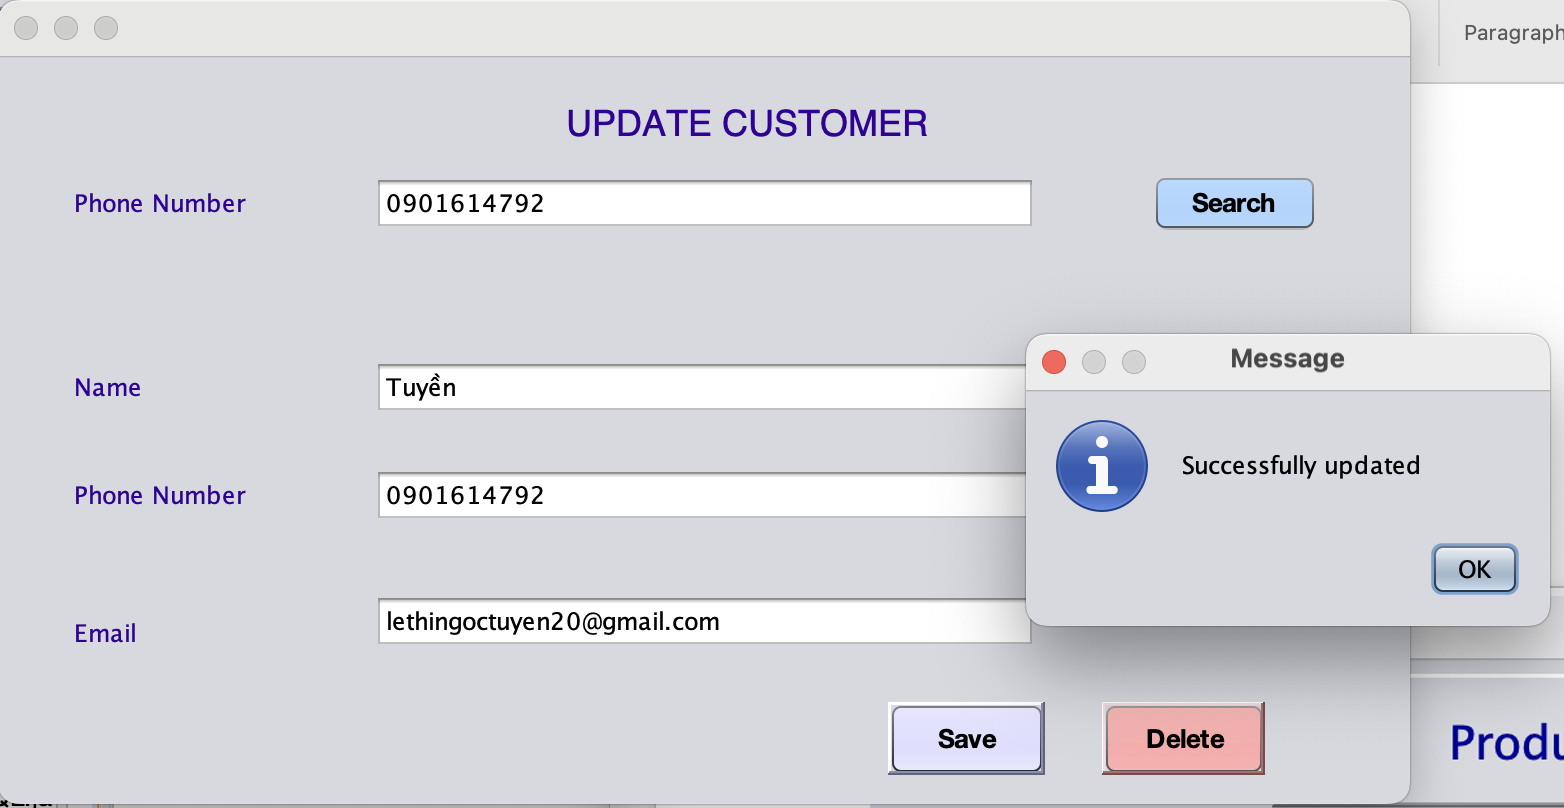 Paragraph
UPDATE CUSTOMER
Phone Number 0901614792 Search
Message
Name Tuyền
Successfully updated
Phone Number 0901614792
OK
Email lethingoctuyen20@gmail.com
Save Delete